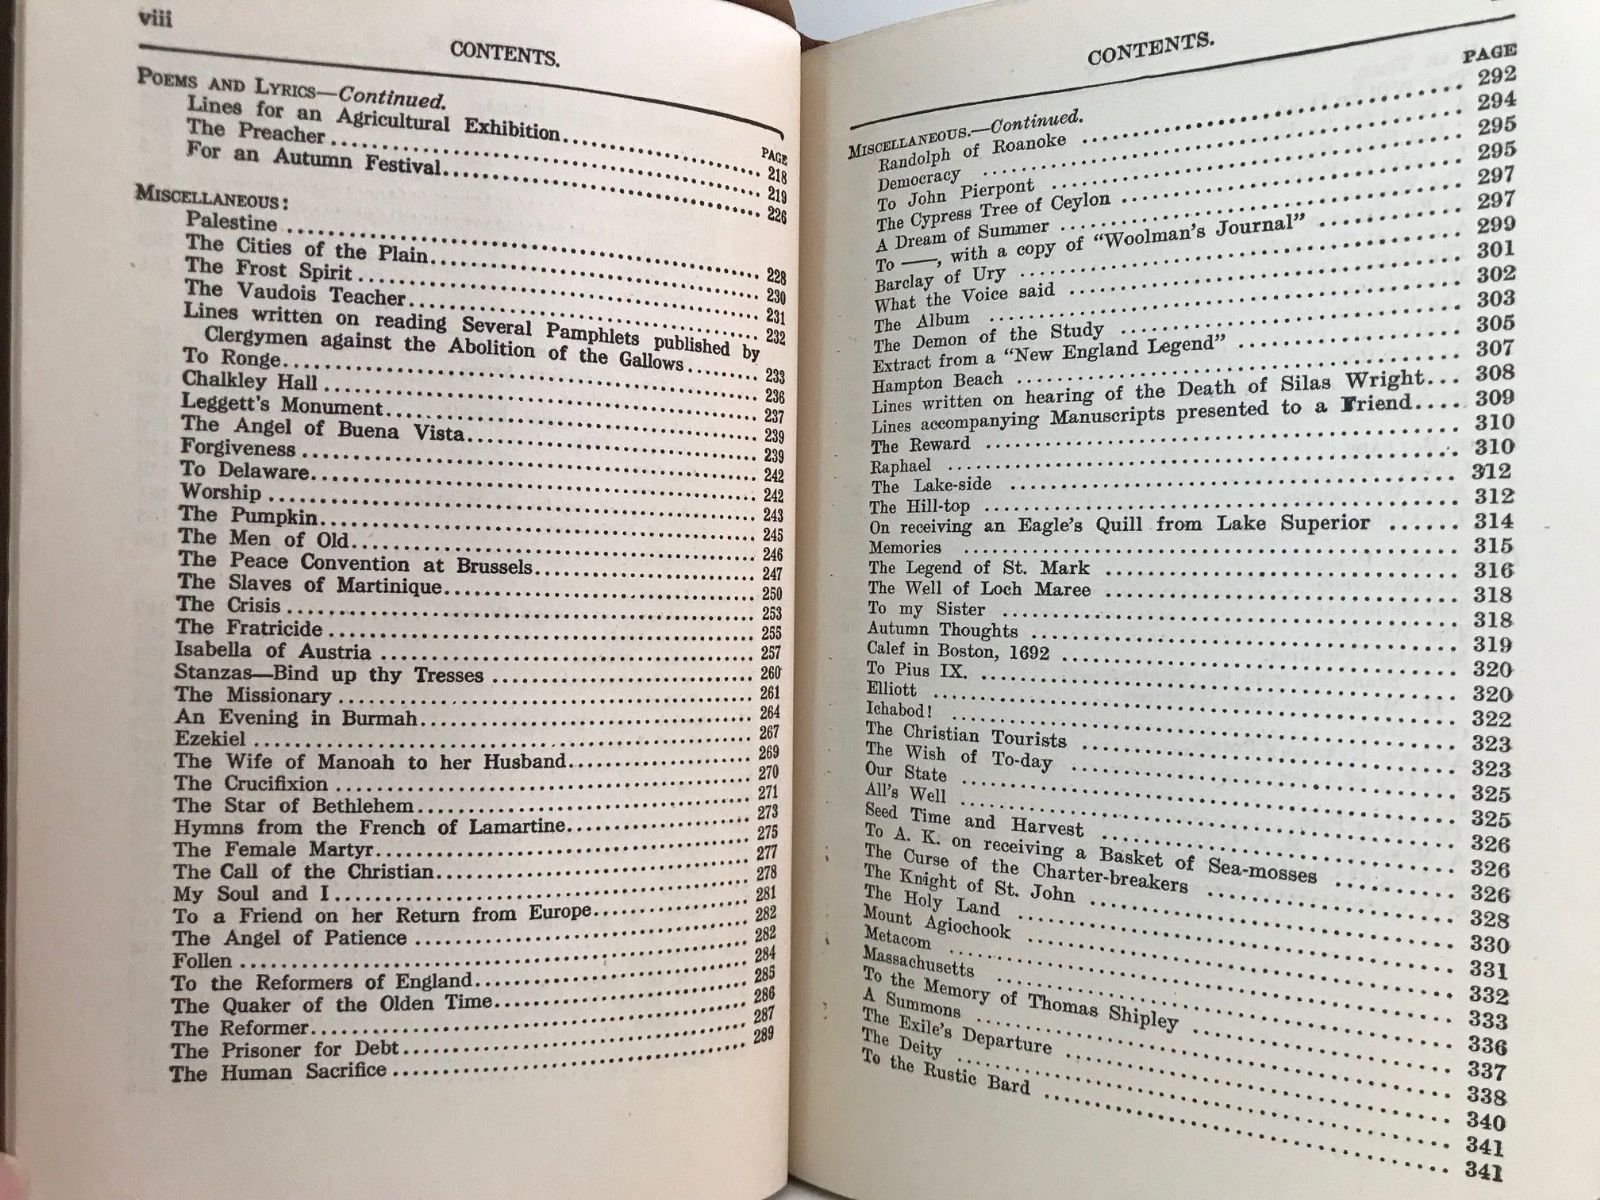 viii
CONTENTS.
POEMS AND LYRICS—Continued.
PAGE
Lines for an Agricultural Exhibition.................... 218
The Preacher........................................ 219
For an Autumn Festival.............................. 226
MISCELLANEOUS:
Palestine ........................................... 228
The Cities of the Plain.............................. 230
The Frost Spirit..................................... 231
The Vaudois Teacher................................. 232
Lines written on reading Several Pamphlets published by
Clergymen against the Abolition of the Gallows......... 233
To Ronge............................................ 236
Chalkley Hall ....................................... 237
Leggett's Monument.................................. 239
The Angel of Buena Vista............................ 239
Forgiveness ......................................... 242
To Delaware......................................... 242
Worship ............................................ 243
The Pumpkin........................................ 245
The Men of Old..................................... 246
The Peace Convention at Brussels.................... 247
The Slaves of Martinique............................ 250
The Crisis .......................................... 253
The Fratricide ...................................... 255
Isabella of Austria .................................. 257
Stanzas—Bind up thy Tresses ........................ 260
The Missionary ..................................... 261
An Evening in Burmah............................... 264
Ezekiel ............................................. 267
The Wife of Manoah to her Husband.................. 269
The Crucifixion ..................................... 270
The Star of Bethlehem............................... 271
Hymns from the French of Lamartine.................. 273
The Female Martyr................................... 275
The Call of the Christian............................ 277
My Soul and I....................................... 278
To a Friend on her Return from Europe................ 281
The Angel of Patience ............................... 282
Follen .............................................. 282
To the Reformers of England......................... 284
The Quaker of the Olden Time....................... 285
The Reformer........................................ 286
The Prisoner for Debt............................... 287
The Human Sacrifice ................................ 289
CONTENTS.
PAGE
MISCELLANEOUS.—Continued.
Randolph of Roanoke ................................ 292
Democracy ......................................... 294
To John Pierpont ................................... 295
The Cypress Tree of Ceylon ......................... 295
A Dream of Summer ................................. 297
To ——, with a copy of "Woolman's Journal" ........... 297
Barclay of Ury ...................................... 299
What the Voice said ................................ 301
The Album ......................................... 302
The Demon of the Study ............................ 303
Extract from a "New England Legend" ................ 305
Hampton Beach ..................................... 307
Lines written on hearing of the Death of Silas Wright... 308
Lines accompanying Manuscripts presented to a Friend.... 309
The Reward ........................................ 310
Raphael ........................................... 310
The Lake-side ...................................... 312
The Hill-top ....................................... 312
On receiving an Eagle's Quill from Lake Superior ...... 314
Memories .......................................... 315
The Legend of St. Mark ............................. 316
The Well of Loch Maree ............................. 318
To my Sister ....................................... 318
Autumn Thoughts ................................... 319
Calef in Boston, 1692 ............................... 320
To Pius IX. ........................................ 320
Elliott ............................................. 322
Ichabod! ........................................... 323
The Christian Tourists .............................. 323
The Wish of To-day ................................. 325
Our State .......................................... 325
All's Well .......................................... 326
Seed Time and Harvest .............................. 326
To A. K. on receiving a Basket of Sea-mosses .......... 326
The Curse of the Charter-breakers .................... 328
The Knight of St. John .............................. 330
The Holy Land ..................................... 331
Mount Agiochook ................................... 332
Metacom ........................................... 333
Massachusetts ...................................... 336
To the Memory of Thomas Shipley .................... 337
A Summons ........................................ 338
The Exile's Departure ............................... 340
The Deity .......................................... 341
To the Rustic Bard ................................. 341